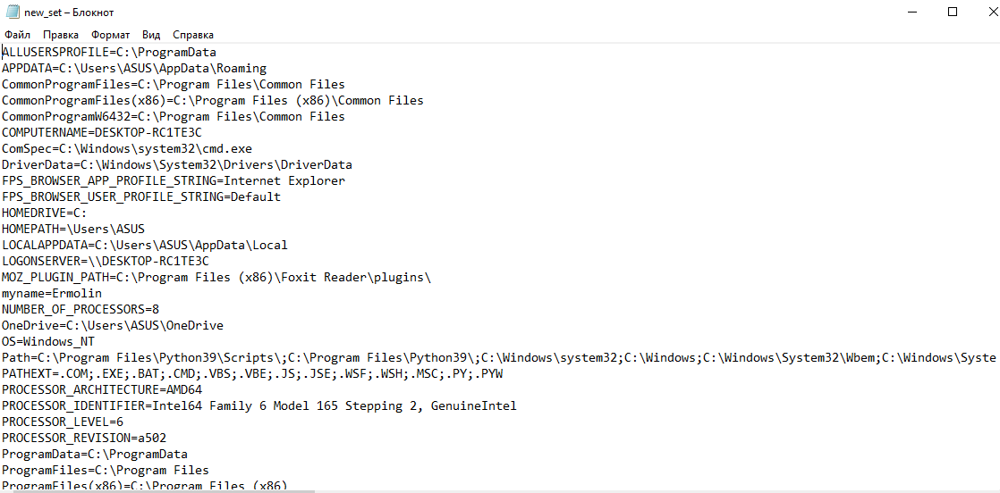 new_set – Блокнот
Файл Правка Формат Вид Справка
ALLUSERSPROFILE=C:\ProgramData
APPDATA=C:\Users\ASUS\AppData\Roaming
CommonProgramFiles=C:\Program Files\Common Files
CommonProgramFiles(x86)=C:\Program Files (x86)\Common Files
CommonProgramW6432=C:\Program Files\Common Files
COMPUTERNAME=DESKTOP-RC1TE3C
ComSpec=C:\Windows\system32\cmd.exe
DriverData=C:\Windows\System32\Drivers\DriverData
FPS_BROWSER_APP_PROFILE_STRING=Internet Explorer
FPS_BROWSER_USER_PROFILE_STRING=Default
HOMEDRIVE=C:
HOMEPATH=\Users\ASUS
LOCALAPPDATA=C:\Users\ASUS\AppData\Local
LOGONSERVER=\\DESKTOP-RC1TE3C
MOZ_PLUGIN_PATH=C:\Program Files (x86)\Foxit Reader\plugins\
myname=Ermolin
NUMBER_OF_PROCESSORS=8
OneDrive=C:\Users\ASUS\OneDrive
OS=Windows_NT
Path=C:\Program Files\Python39\Scripts\;C:\Program Files\Python39\;C:\Windows\system32;C:\Windows;C:\Windows\System32\Wbem;C:\Windows\Syste
PATHEXT=.COM;.EXE;.BAT;.CMD;.VBS;.VBE;.JS;.JSE;.WSF;.WSH;.MSC;.PY;.PYW
PROCESSOR_ARCHITECTURE=AMD64
PROCESSOR_IDENTIFIER=Intel64 Family 6 Model 165 Stepping 2, GenuineIntel
PROCESSOR_LEVEL=6
PROCESSOR_REVISION=a502
ProgramData=C:\ProgramData
ProgramFiles=C:\Program Files
ProgramFiles(x86)=C:\Program Files (x86)